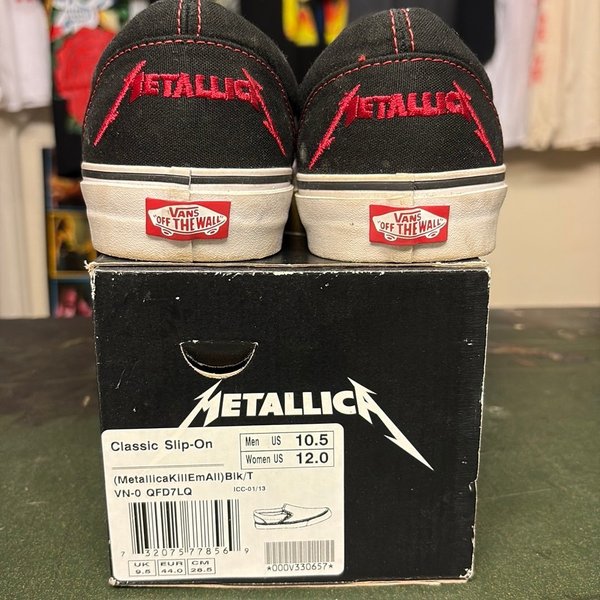 METALLICA
METALLICA
VANS
"OFF THE WALL"
VANS
"OFF THE WALL"
METALLICA
Classic Slip-On
Men US 10.5
Women US 12.0
(MetallicaKillEmAll)Blk/T
VN-0 QFD7LQ ICC-01/13
7 32075 77856 9
UK EUR CM
9.5 44.0 28.5
*000V330657*